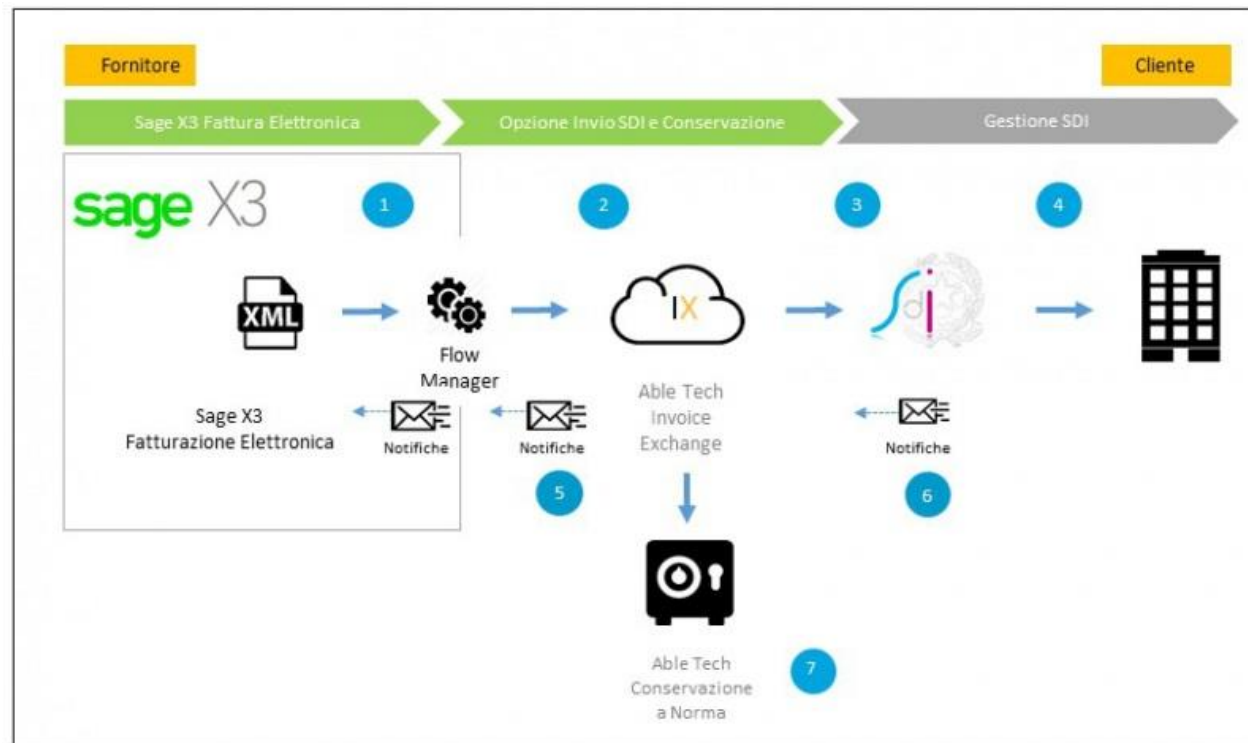 Fornitore
Cliente
Sage X3 Fattura Elettronica
Opzione Invio SDI e Conservazione
Gestione SDI
sage X3
1
2
3
4
XML
IX
sdi
Flow
Manager
Sage X3
Fatturazione Elettronica
Notifiche
Notifiche
Able Tech
Invoice
Exchange
Notifiche
5
6
Able Tech
Conservazione
a Norma
7